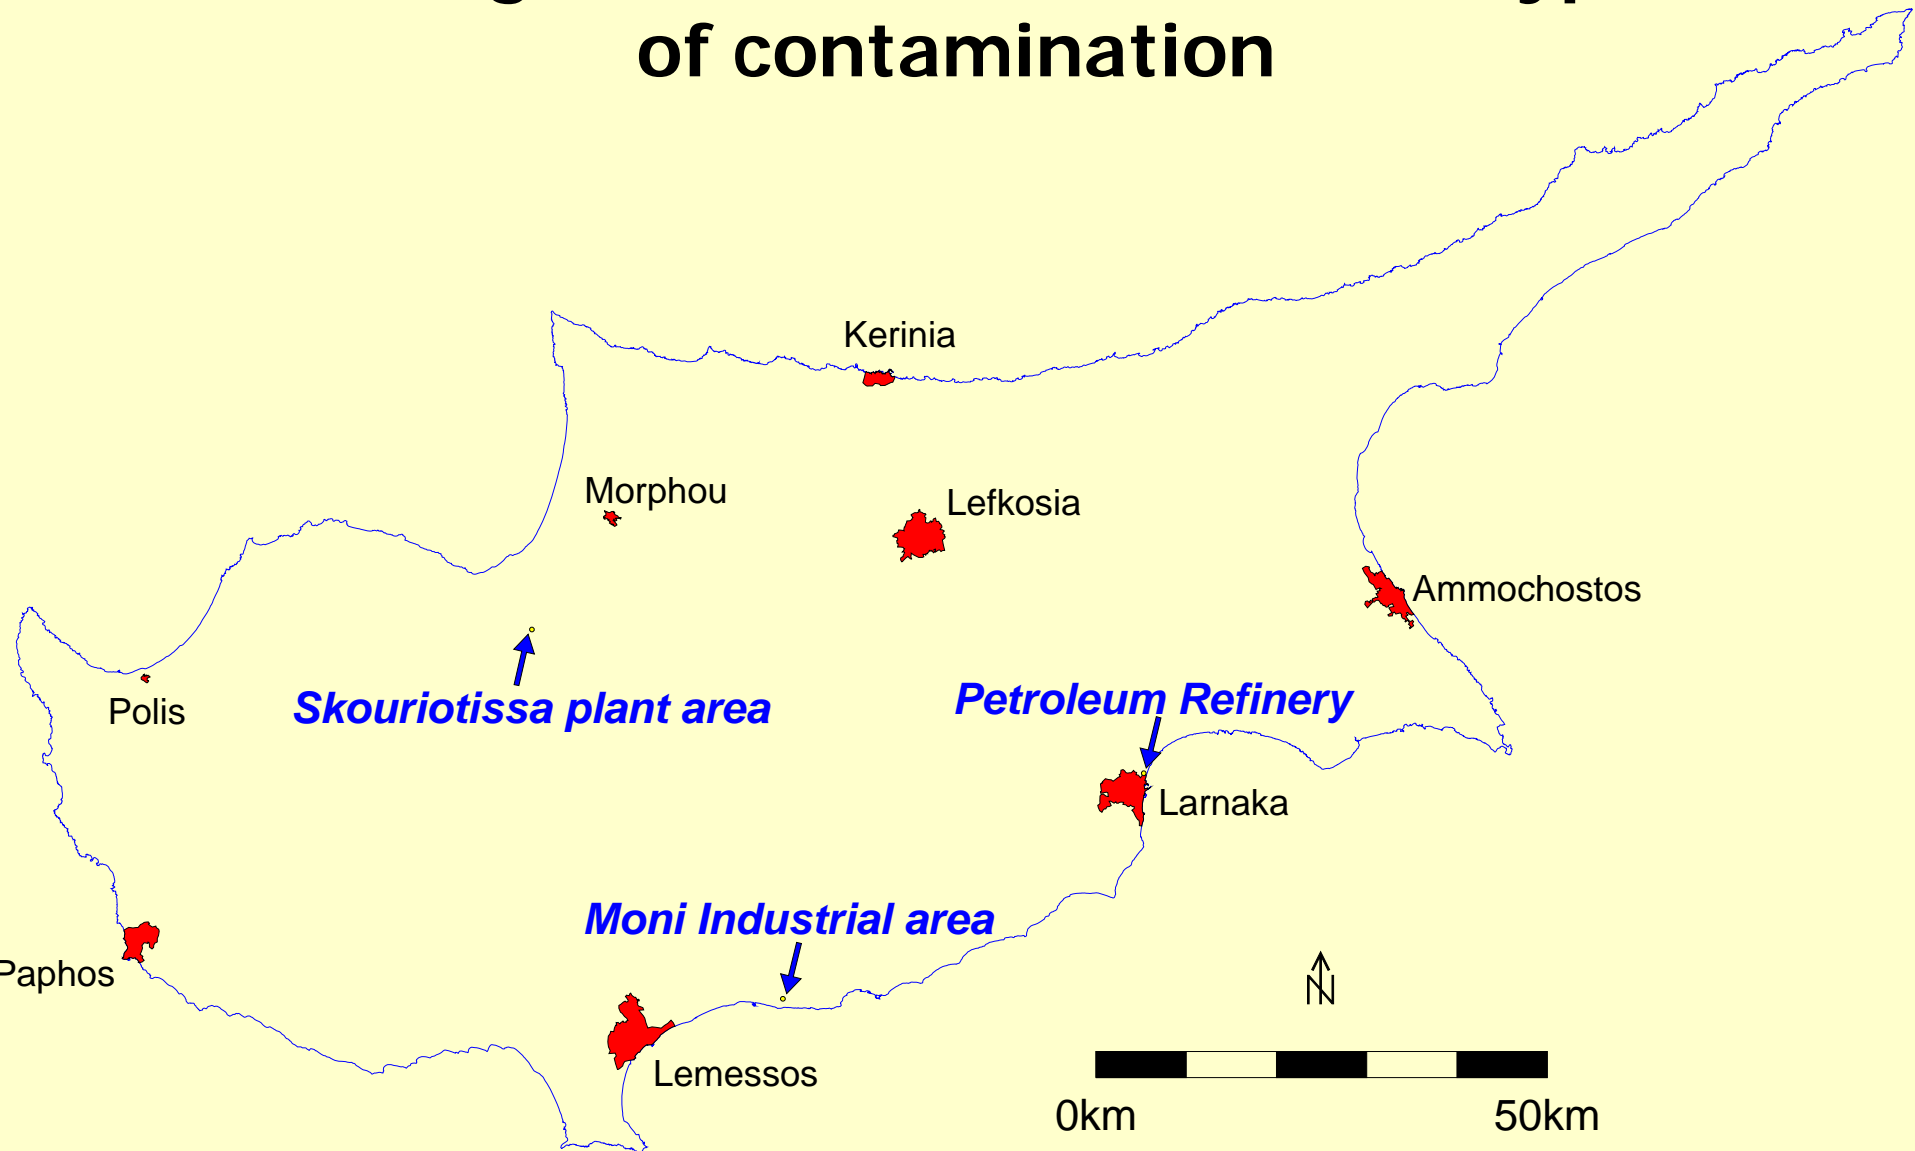 of contamination
Kerinia
Morphou
Lefkosia
Ammochostos
Skouriotissa plant area
Petroleum Refinery
Polis
Larnaka
Moni Industrial area
Paphos
N
Lemessos
0km 50km